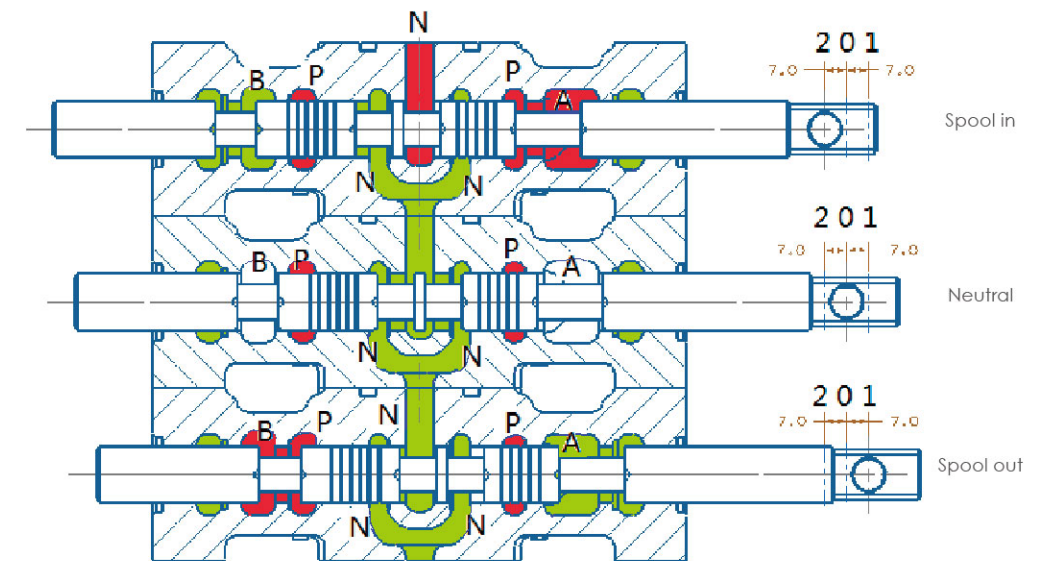 N
2 0 1
7.0 7.0
B P P A
Spool in
N N
2 0 1
7.0 7.0
B P P A
Neutral
N N
2 0 1
7.0 7.0
B P N P A
Spool out
N N